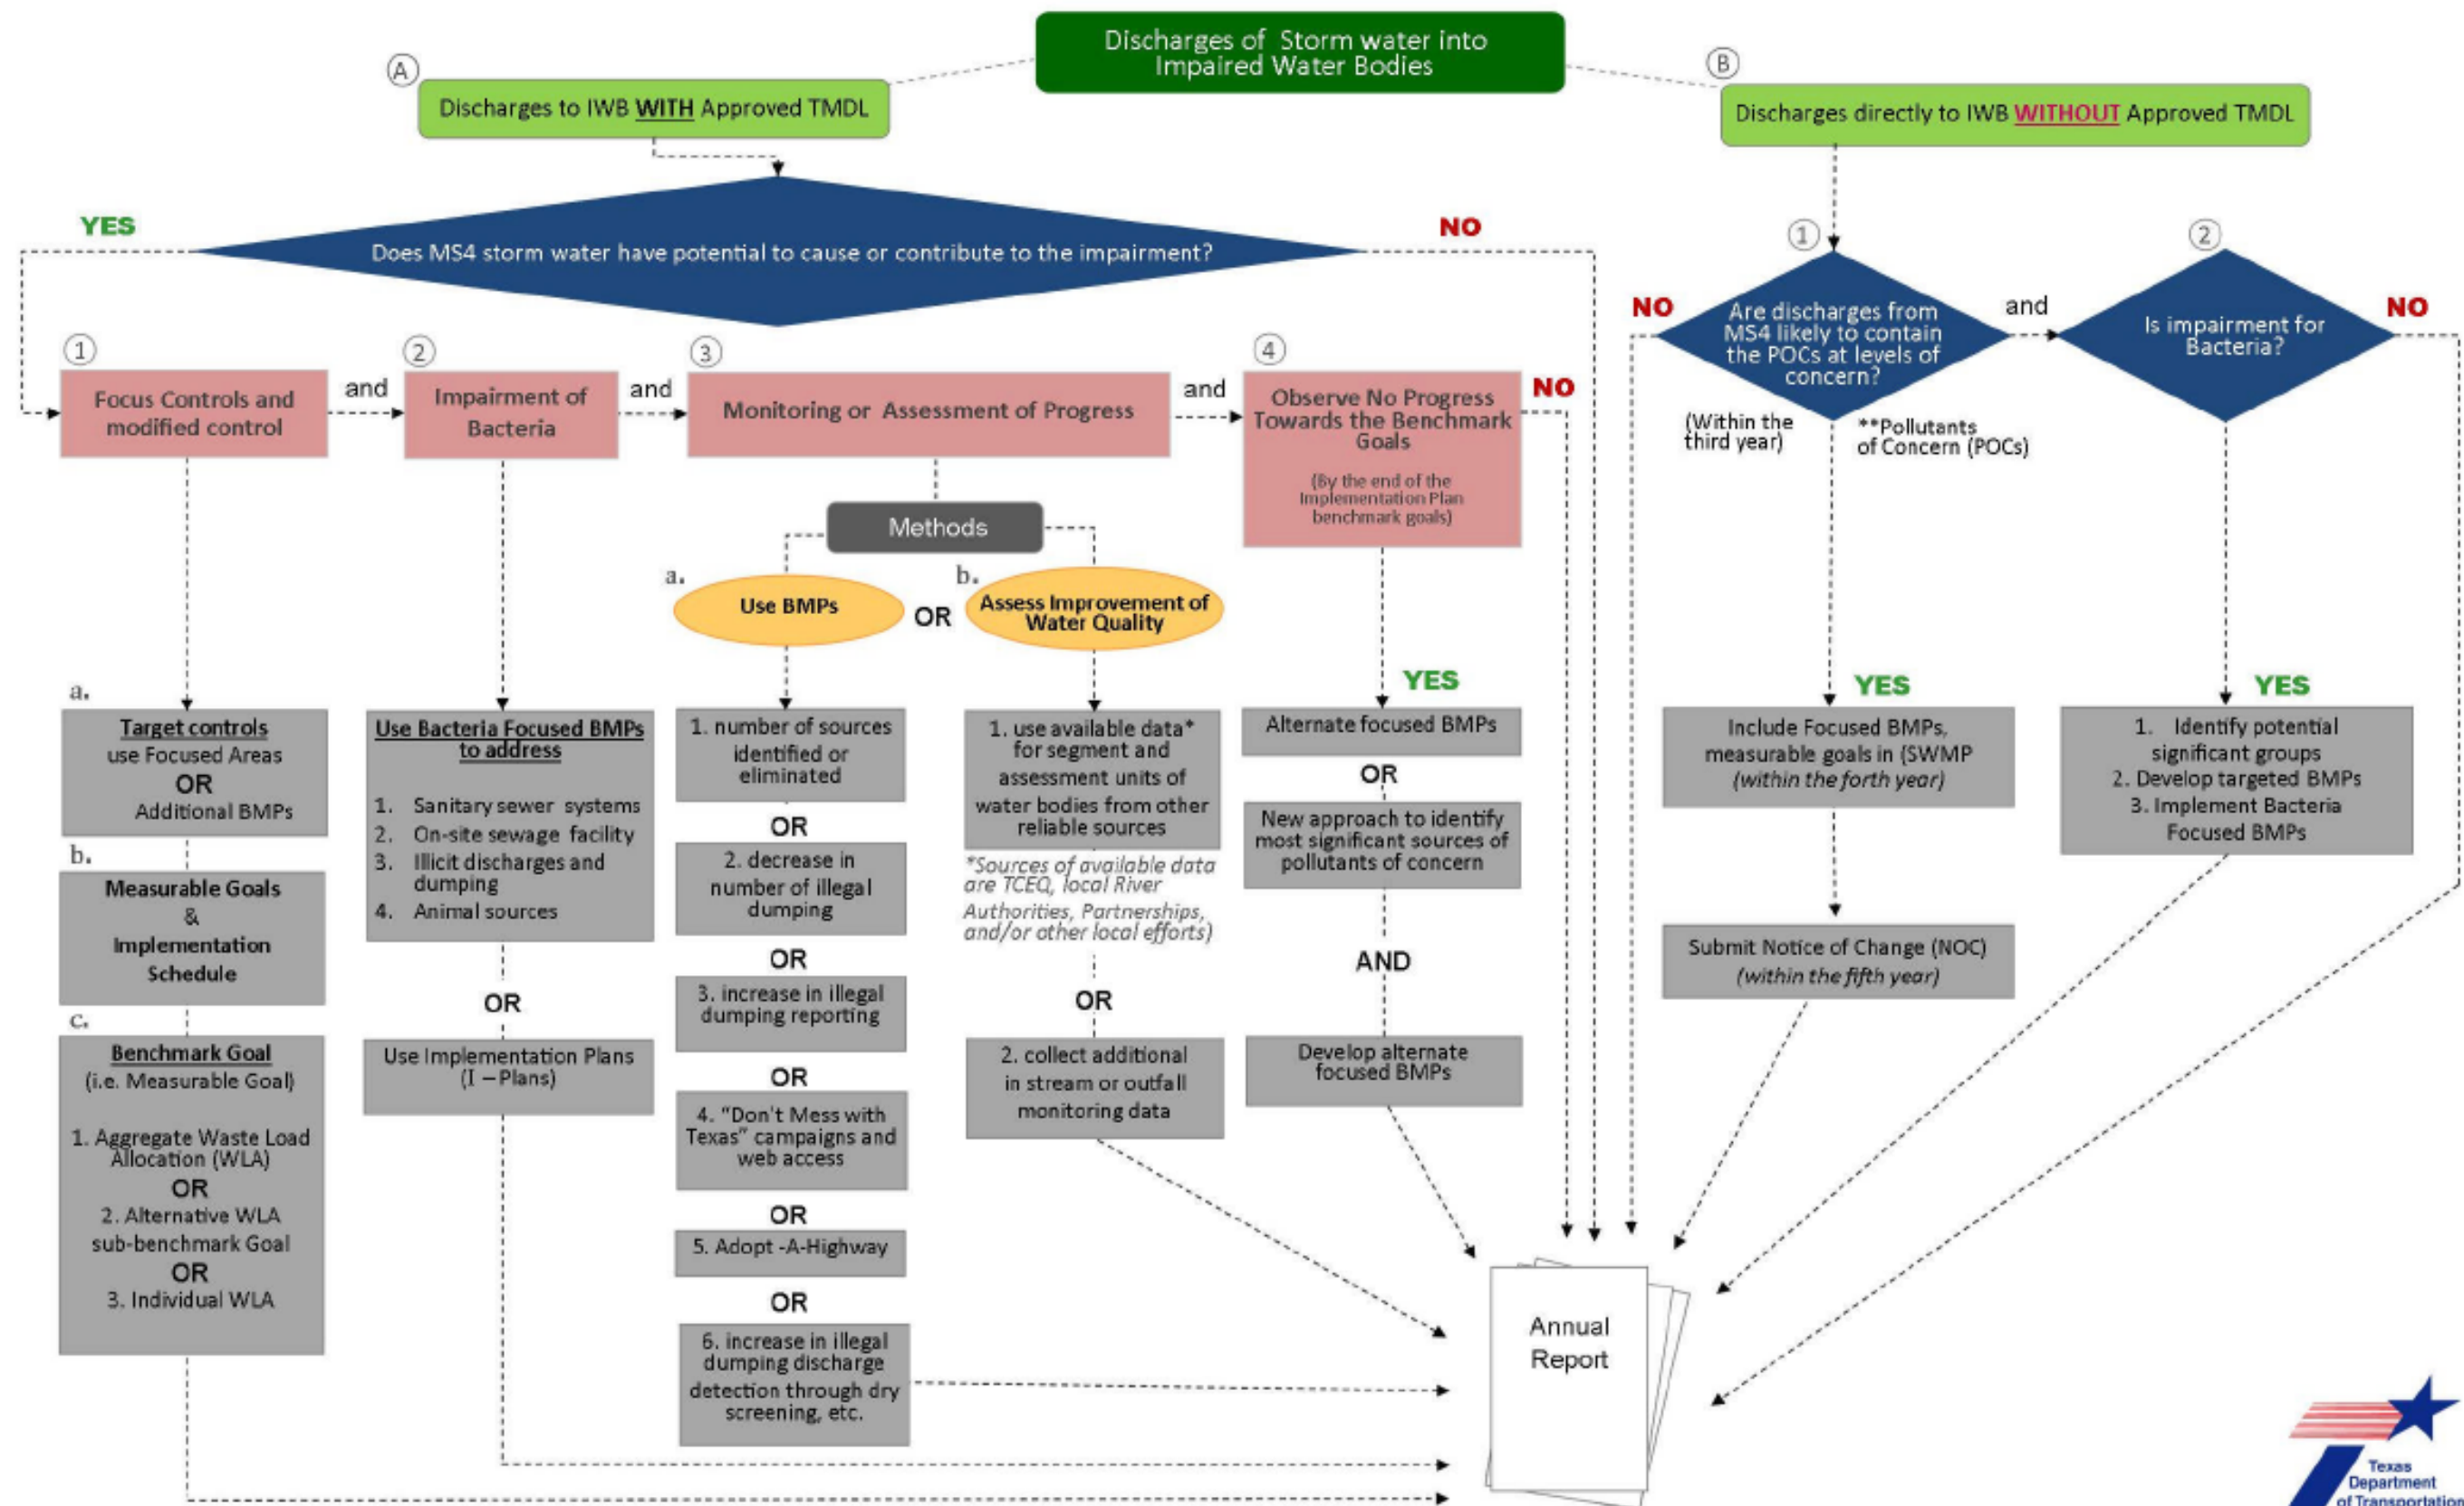 Discharges of Storm water into
Impaired Water Bodies
A
Discharges to IWB WITH Approved TMDL
B
Discharges directly to IWB WITHOUT Approved TMDL
YES
Does MS4 storm water have potential to cause or contribute to the impairment?
NO
1
Focus Controls and
modified control
and
2
Impairment of
Bacteria
and
3
Monitoring or Assessment of Progress
and
4
Observe No Progress
Towards the Benchmark
Goals
(By the end of the
Implementation Plan
benchmark goals)
NO
a.
Target controls
use Focused Areas
OR
Additional BMPs
b.
Measurable Goals
&
Implementation
Schedule
c.
Benchmark Goal
(i.e. Measurable Goal)
1. Aggregate Waste Load
Allocation (WLA)
OR
2. Alternative WLA
sub-benchmark Goal
OR
3. Individual WLA
Use Bacteria Focused BMPs
to address
1. Sanitary sewer systems
2. On-site sewage facility
3. Illicit discharges and
dumping
4. Animal sources
OR
Use Implementation Plans
(I – Plans)
Methods
a.
Use BMPs
OR
b.
Assess Improvement of
Water Quality
1. number of sources
identified or
eliminated
OR
2. decrease in
number of illegal
dumping
OR
3. increase in illegal
dumping reporting
OR
4. “Don't Mess with
Texas” campaigns and
web access
OR
5. Adopt -A-Highway
OR
6. increase in illegal
dumping discharge
detection through dry
screening, etc.
1. use available data*
for segment and
assessment units of
water bodies from other
reliable sources
*Sources of available data
are TCEQ, local River
Authorities, Partnerships,
and/or other local efforts)
OR
2. collect additional
in stream or outfall
monitoring data
YES
Alternate focused BMPs
OR
New approach to identify
most significant sources of
pollutants of concern
AND
Develop alternate
focused BMPs
1
NO
Are discharges from
MS4 likely to contain
the POCs at levels of
concern?
and
2
Is impairment for
Bacteria?
NO
(Within the
third year)
**Pollutants
of Concern (POCs)
YES
Include Focused BMPs,
measurable goals in (SWMP
(within the forth year)
Submit Notice of Change (NOC)
(within the fifth year)
YES
1. Identify potential
significant groups
2. Develop targeted BMPs
3. Implement Bacteria
Focused BMPs
Annual
Report
Texas
Department
of Transportation